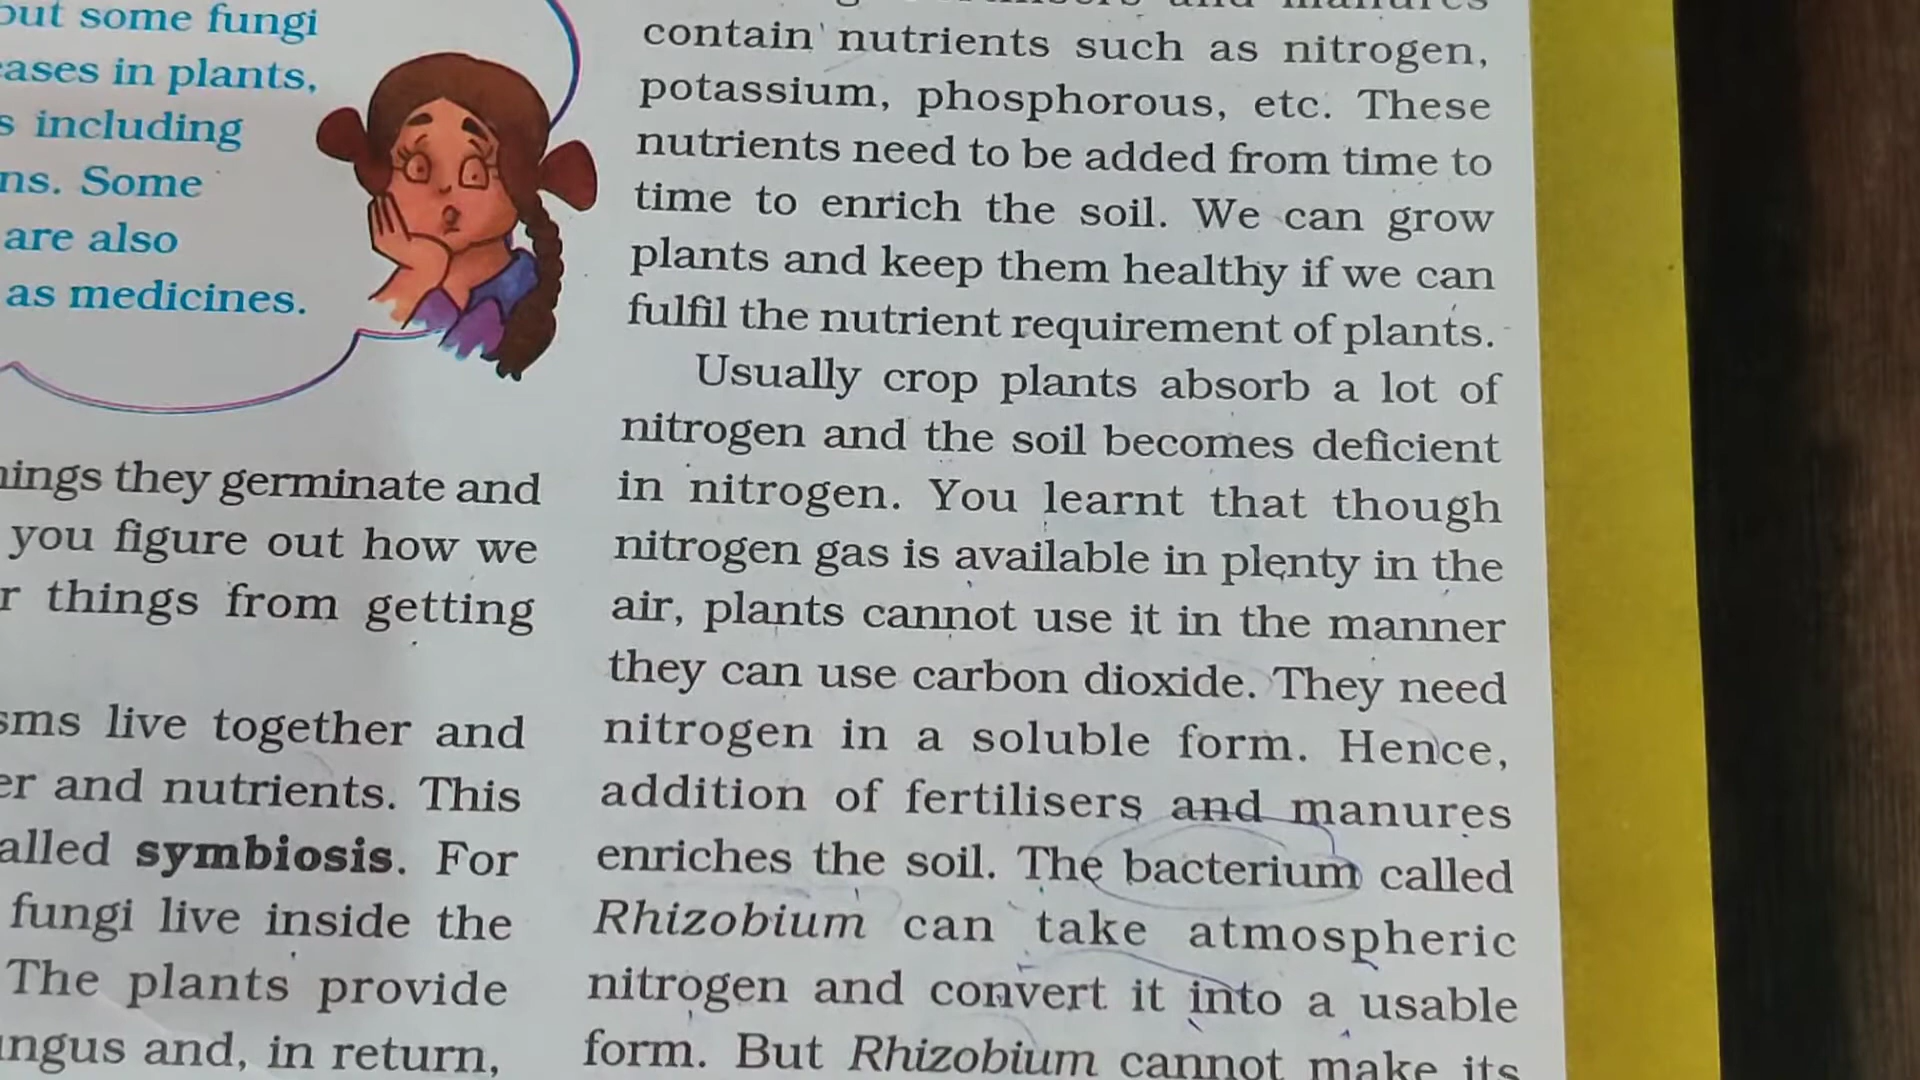 but some fungi
eases in plants,
s including
ns. Some
are also
as medicines.
hings they germinate and
you figure out how we
r things from getting
sms live together and
er and nutrients. This
alled symbiosis. For
fungi live inside the
The plants provide
ungus and, in return,
and manures
contain nutrients such as nitrogen,
potassium, phosphorous, etc. These
nutrients need to be added from time to
time to enrich the soil. We can grow
plants and keep them healthy if we can
fulfil the nutrient requirement of plants.
Usually crop plants absorb a lot of
nitrogen and the soil becomes deficient
in nitrogen. You learnt that though
nitrogen gas is available in plenty in the
air, plants cannot use it in the manner
they can use carbon dioxide. They need
nitrogen in a soluble form. Hence,
addition of fertilisers and manures
enriches the soil. The bacterium called
Rhizobium can take atmospheric
nitrogen and convert it into a usable
form. But Rhizobium cannot make its